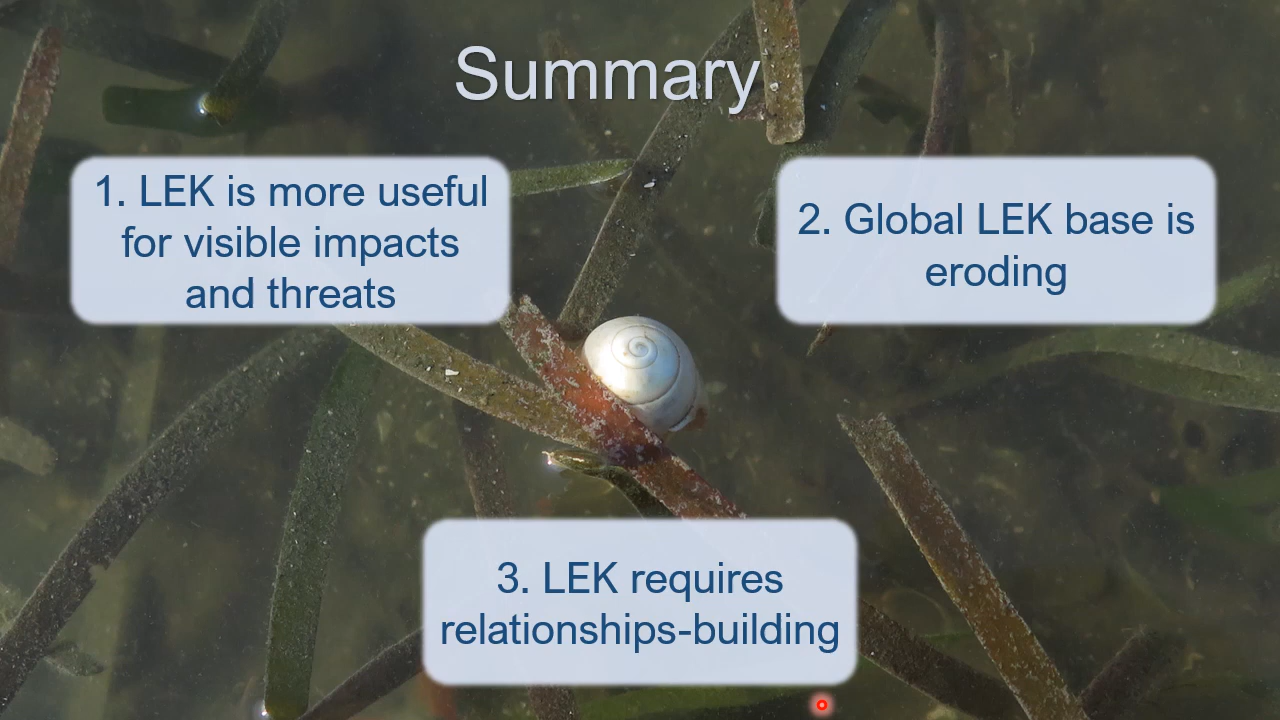 Summary
1. LEK is more useful
for visible impacts
and threats
2. Global LEK base is
eroding
3. LEK requires
relationships-building